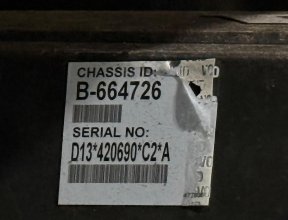 CHASSIS ID:
B-664726
SERIAL NO:
D13*420690*C2*A